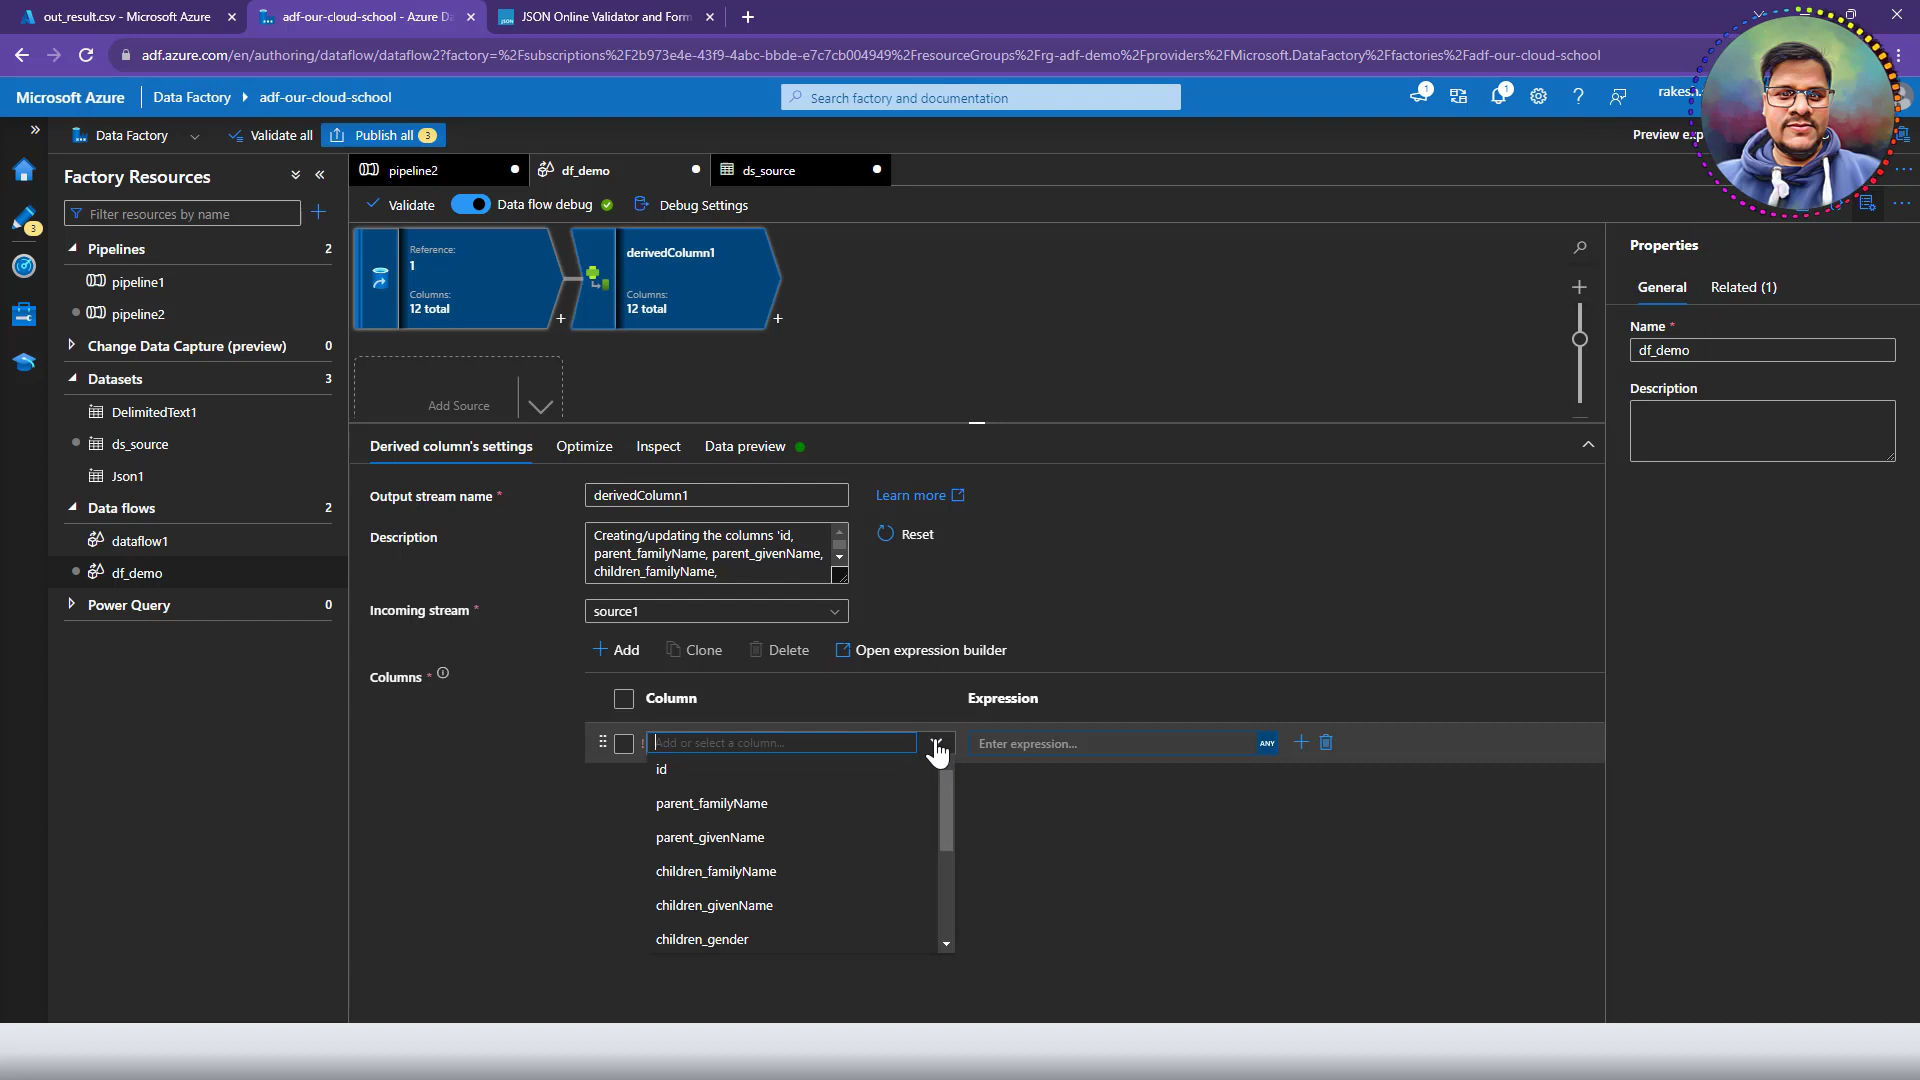 out_result.csv - Microsoft Azure
adf-our-cloud-school - Azure Da
JSON Online Validator and Form
adf.azure.com/en/authoring/dataflow/dataflow2?factory=%2Fsubscriptions%2F2b973e4e-43f9-4abc-bbde-e7c7cb004949%2FresourceGroups%2Frg-adf-demo%2Fproviders%2FMicrosoft.DataFactory%2Ffactories%2Fadf-our-cloud-school
Microsoft Azure
Data Factory
adf-our-cloud-school
Search factory and documentation
1
1
Data Factory
Validate all
Publish all 3
Factory Resources
Filter resources by name
3
Pipelines 2
pipeline1
pipeline2
Change Data Capture (preview) 0
Datasets 3
DelimitedText1
ds_source
Json1
Data flows 2
dataflow1
df_demo
Power Query 0
pipeline2
df_demo
ds_source
Validate
Data flow debug
Debug Settings
Reference:
1
Columns:
12 total
derivedColumn1
Columns:
12 total
Add Source
Derived column's settings
Optimize
Inspect
Data preview
Output stream name *
derivedColumn1
Learn more
Description
Creating/updating the columns 'id,
parent_familyName, parent_givenName,
children_familyName,
Reset
Incoming stream *
source1
Add
Clone
Delete
Open expression builder
Columns *
Column
Expression
Add or select a column...
Enter expression...
ANY
id
parent_familyName
parent_givenName
children_familyName
children_givenName
children_gender
Preview
Properties
General
Related (1)
Name *
df_demo
Description